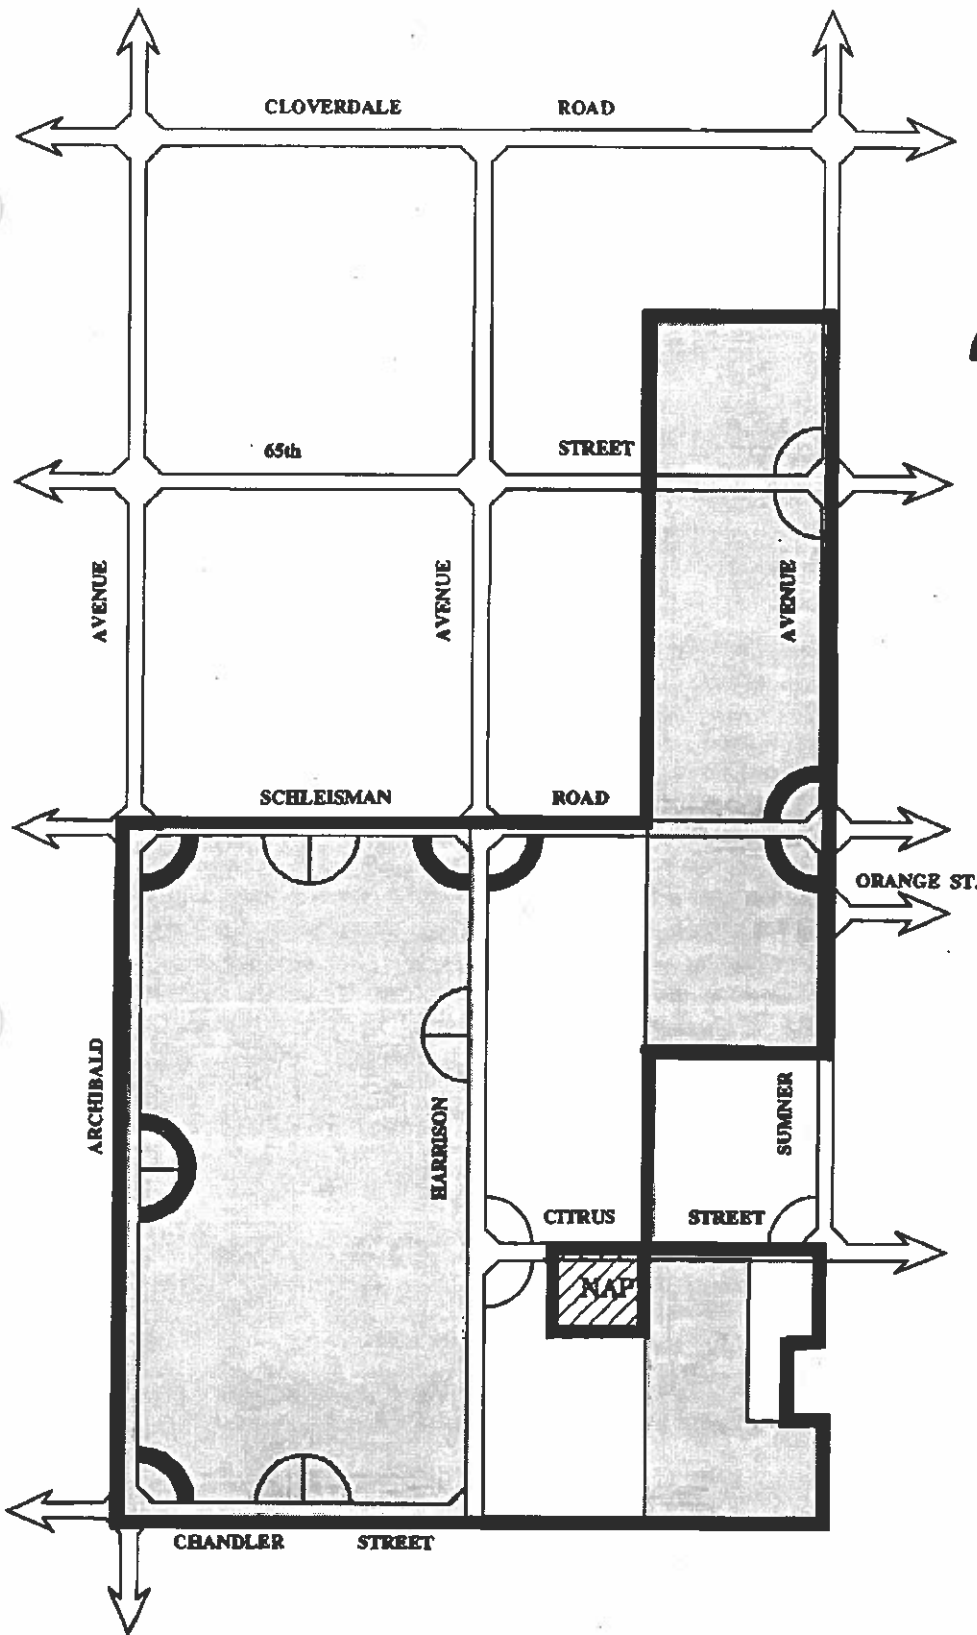 CLOVERDALE ROAD
65th STREET
AVENUE
AVENUE
AVENUE
SCHLEISMAN ROAD
ORANGE ST.
ARCHIBALD
HARRISON
SUMNER
CITRUS STREET
NAP
CHANDLER STREET